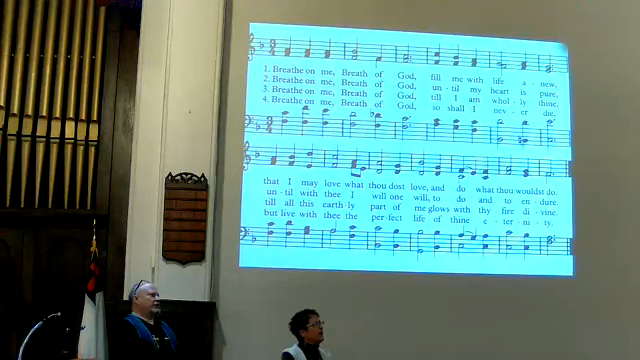 1. Breathe on me, Breath of God, fill me with life a - new,
2. Breathe on me, Breath of God, un - til my heart is pure,
3. Breathe on me, Breath of God, till I am whol - ly thine,
4. Breathe on me, Breath of God, so shall I nev - er die,
that I may love what thou dost love, and do what thou wouldst do.
un - til with thee I will one will, to do and to en - dure.
till all this earth - ly part of me glows with thy fire di - vine.
but live with thee the per - fect life of thine e - ter - ni - ty.